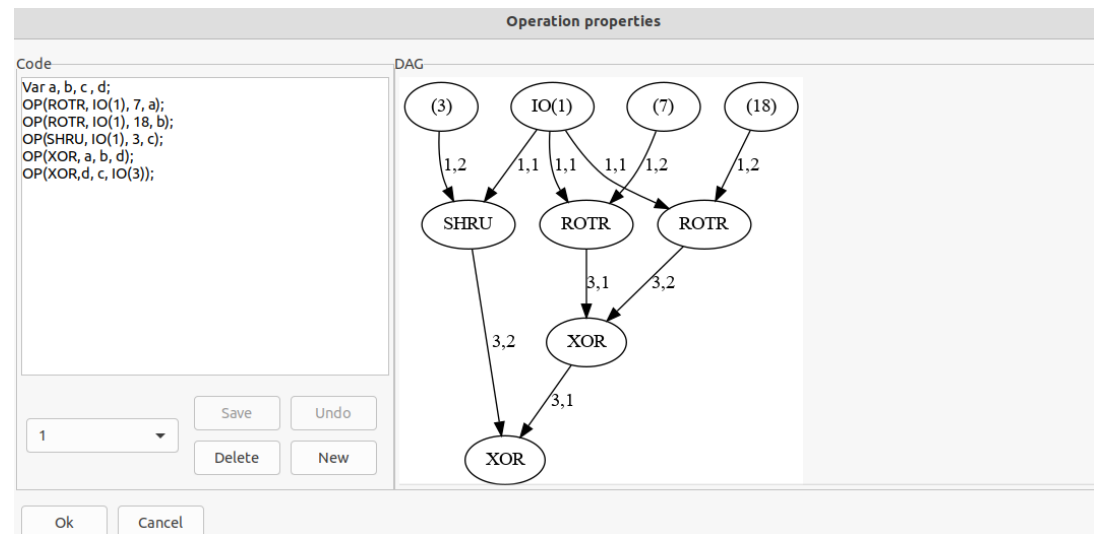 Operation properties
Code
Var a, b, c , d;
OP(ROTR, IO(1), 7, a);
OP(ROTR, IO(1), 18, b);
OP(SHRU, IO(1), 3, c);
OP(XOR, a, b, d);
OP(XOR,d, c, IO(3));
1
Save Undo
Delete New
Ok Cancel
DAG
(3) IO(1) (7) (18)
1,2 1,1 1,1 1,1 1,2 1,2
SHRU ROTR ROTR
3,1 3,2
3,2 XOR
3,1
XOR